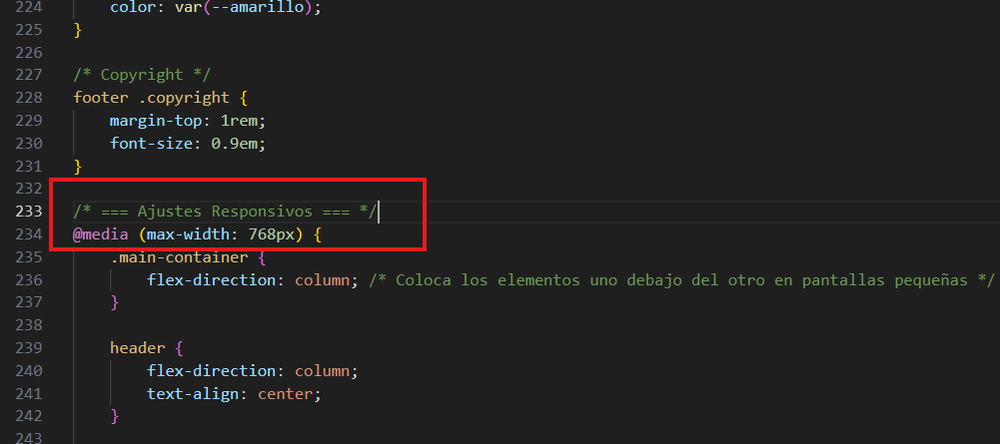 224 color: var(--amarillo);
225 }
226
227 /* Copyright */
228 footer .copyright {
229 margin-top: 1rem;
230 font-size: 0.9em;
231 }
232
233 /* === Ajustes Responsivos === */
234 @media (max-width: 768px) {
235 .main-container {
236 flex-direction: column; /* Coloca los elementos uno debajo del otro en pantallas pequeñas */
237 }
238
239 header {
240 flex-direction: column;
241 text-align: center;
242 }
243